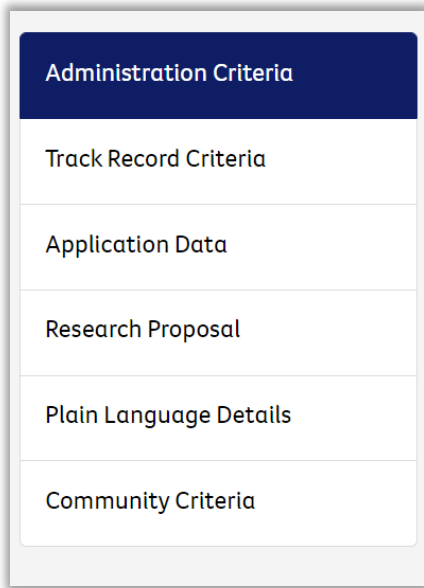 Administration Criteria
Track Record Criteria
Application Data
Research Proposal
Plain Language Details
Community Criteria